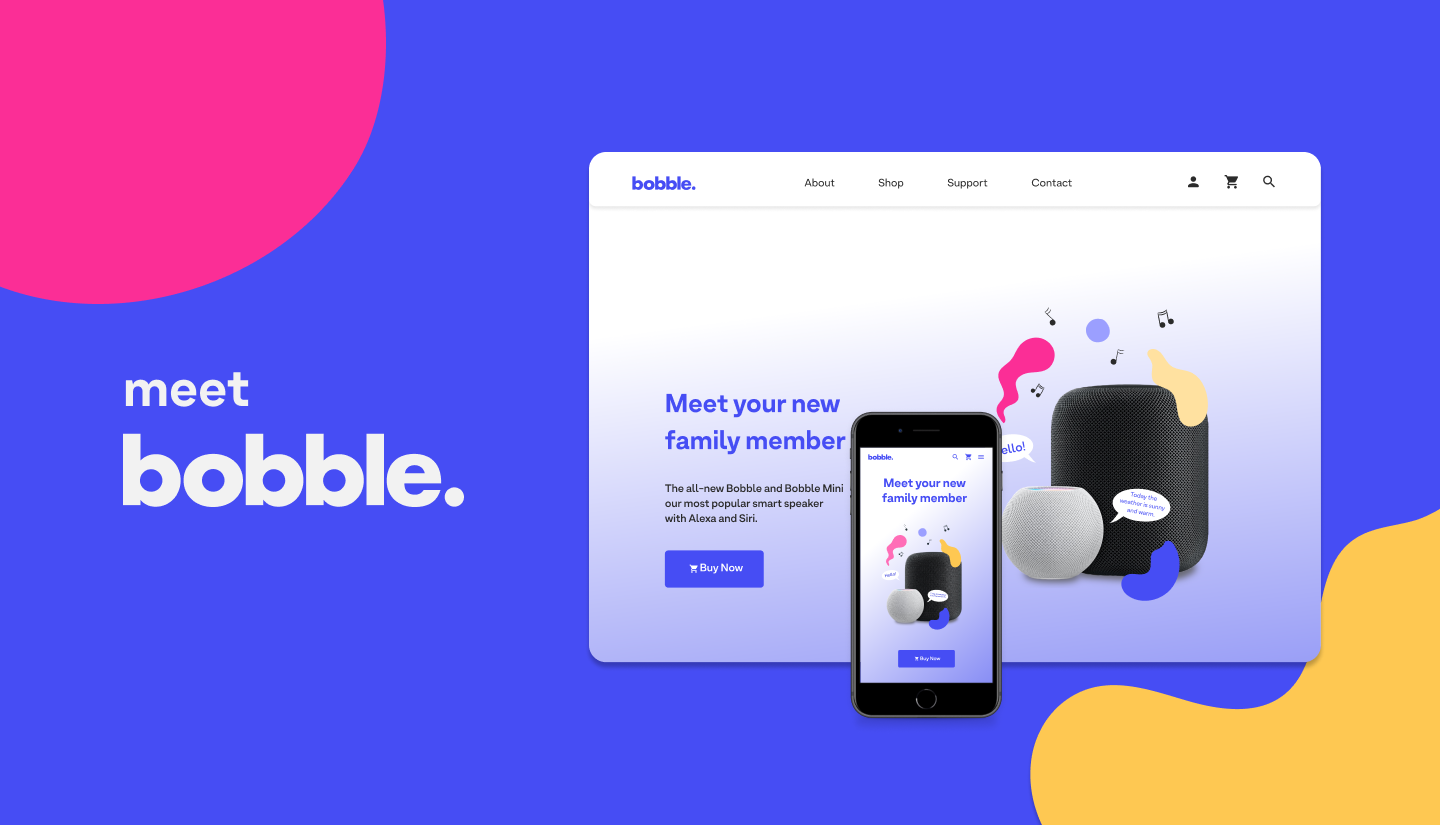 meet
bobble.
bobble.
About
Shop
Support
Contact
Meet your new
family member
The all-new Bobble and Bobble Mini
our most popular smart speaker
with Alexa and Siri.
Buy Now
ello!
Today the
weather is sunny
and warm.
bobble.
Meet your new
family member
Hello!
Buy Now